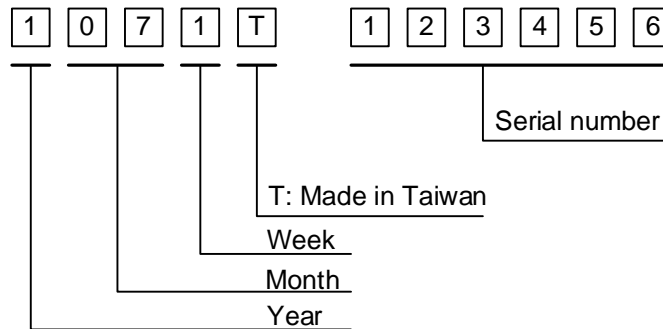 1 0 7 1 T 1 2 3 4 5 6
Serial number
T: Made in Taiwan
Week
Month
Year